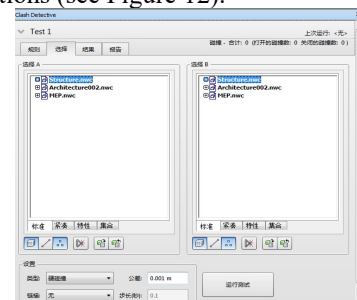 tions (see Figure 12).
Clash Detective
Test 1
上次运行: <无>
碰撞 - 合计: 0 (打开的碰撞数: 0 关闭的碰撞数: 0)
规则 选择 结果 报告
选择 A
Structure.nwc
Architecture002.nwc
MEP.nwc
标准 紧凑 特性 集合
选择 B
Structure.nwc
Architecture002.nwc
MEP.nwc
标准 紧凑 特性 集合
设置
类型: 硬碰撞 公差: 0.001 m
运行测试
链接: 无 步长(秒): 0.1